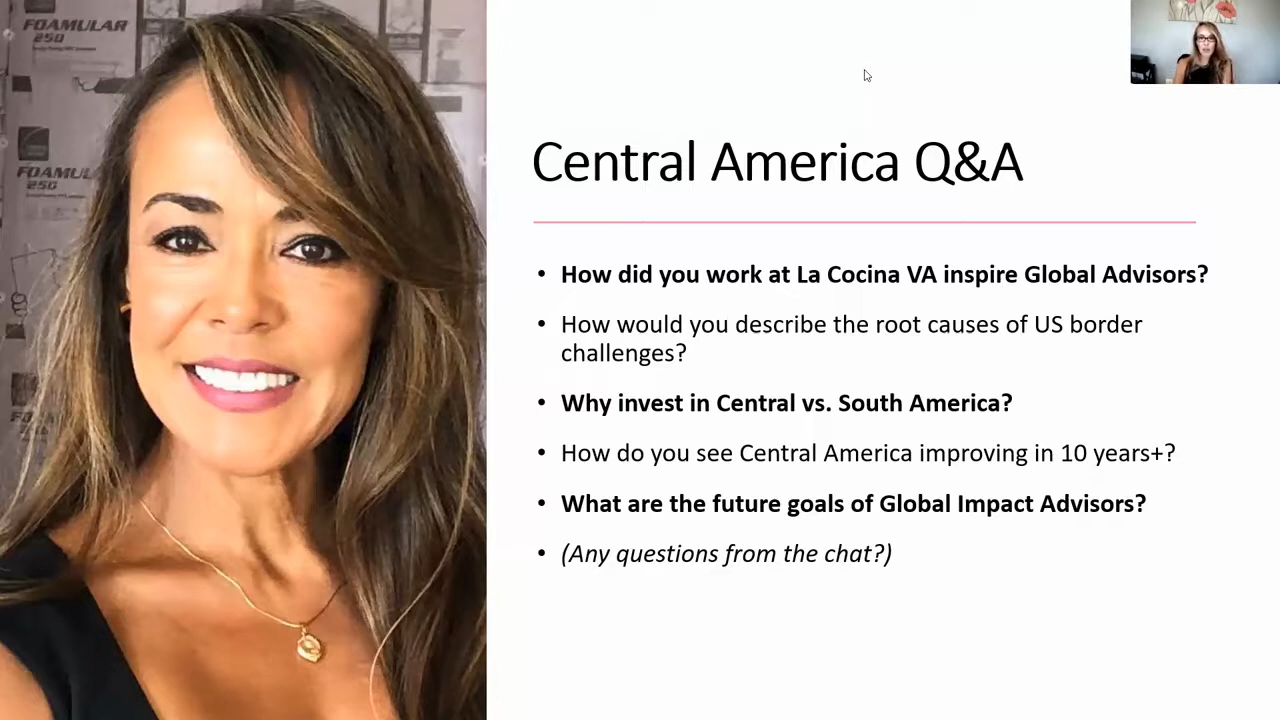 FOAMULAR
250
FOAMUL
250
Central America Q&A
• How did you work at La Cocina VA inspire Global Advisors?
• How would you describe the root causes of US border
challenges?
• Why invest in Central vs. South America?
• How do you see Central America improving in 10 years+?
• What are the future goals of Global Impact Advisors?
• (Any questions from the chat?)